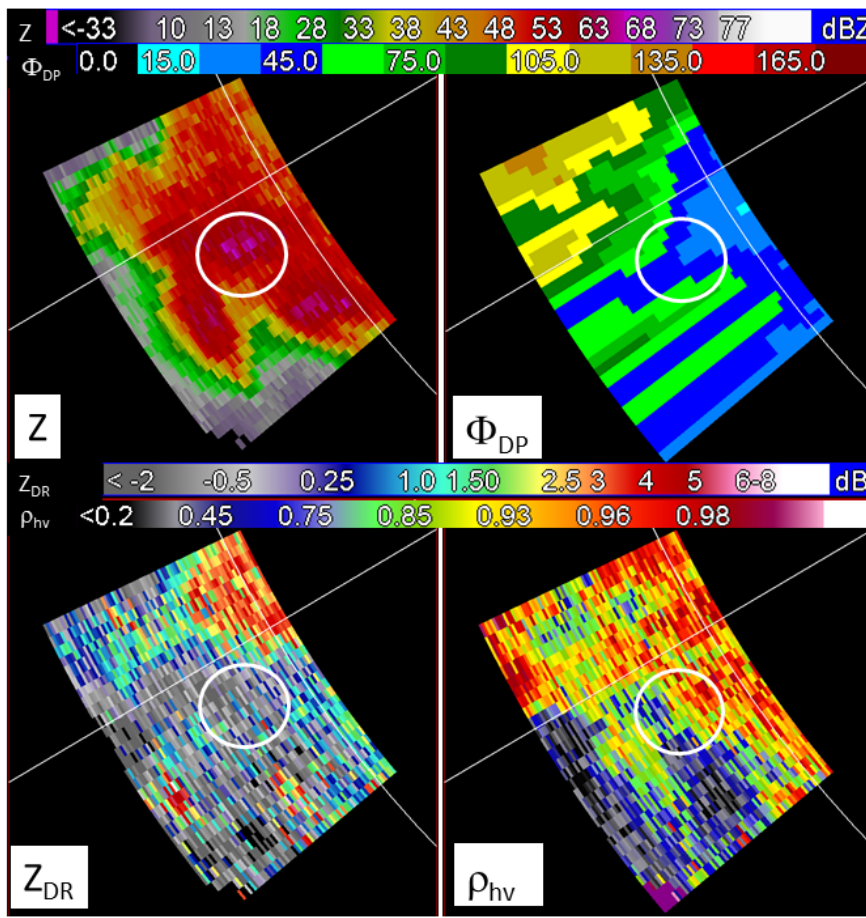 Z <-33 10 13 18 28 33 38 43 48 53 63 68 73 77 dBZ
ΦDP 0.0 15.0 45.0 75.0 105.0 135.0 165.0
Z
ΦDP
ZDR < -2 -0.5 0.25 1.0 1.50 2.5 3 4 5 6-8 dB
ρhv <0.2 0.45 0.75 0.85 0.93 0.96 0.98
ZDR
ρhv